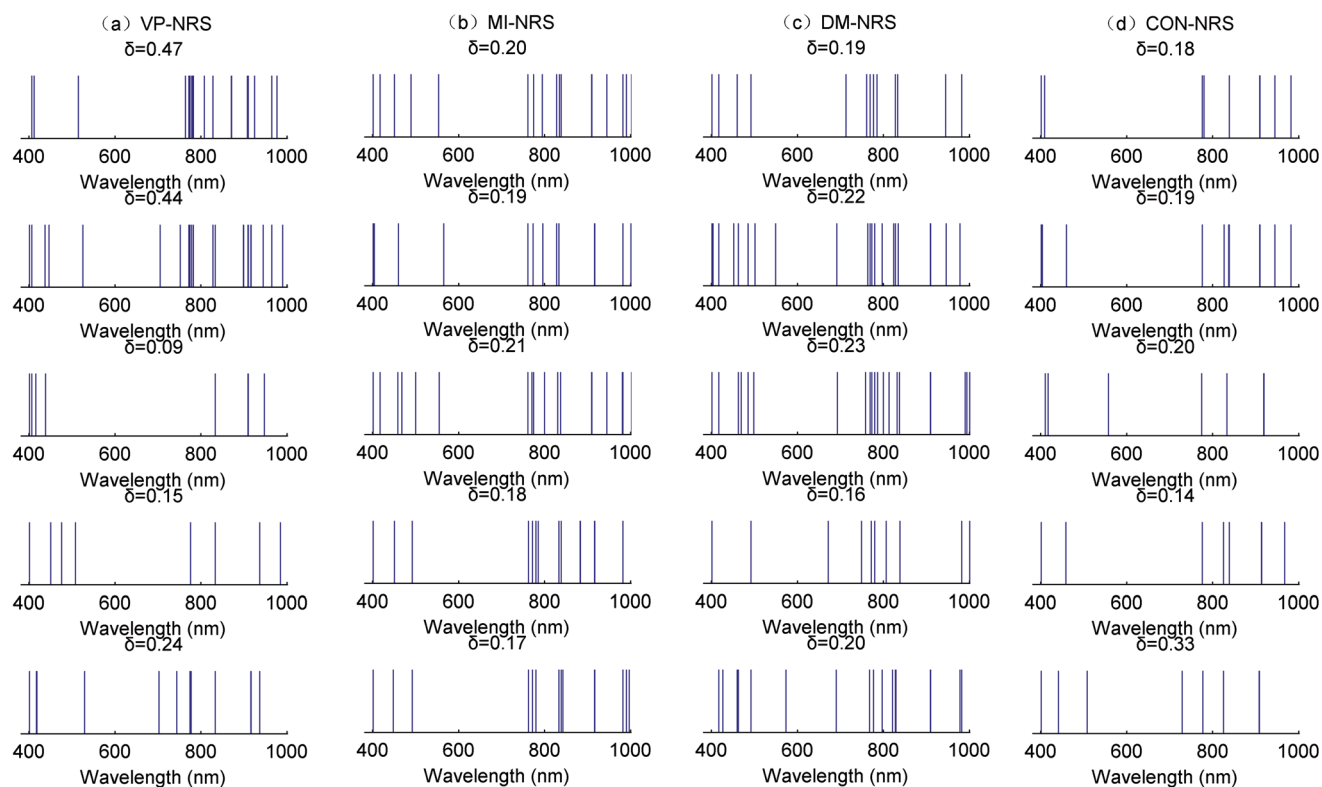 (a) VP-NRS (b) MI-NRS (c) DM-NRS (d) CON-NRS
δ=0.47 δ=0.20 δ=0.19 δ=0.18
400 600 800 1000 400 600 800 1000 400 600 800 1000 400 600 800 1000
Wavelength (nm) Wavelength (nm) Wavelength (nm) Wavelength (nm)
δ=0.44 δ=0.19 δ=0.22 δ=0.19
400 600 800 1000 400 600 800 1000 400 600 800 1000 400 600 800 1000
Wavelength (nm) Wavelength (nm) Wavelength (nm) Wavelength (nm)
δ=0.09 δ=0.21 δ=0.23 δ=0.20
400 600 800 1000 400 600 800 1000 400 600 800 1000 400 600 800 1000
Wavelength (nm) Wavelength (nm) Wavelength (nm) Wavelength (nm)
δ=0.15 δ=0.18 δ=0.16 δ=0.14
400 600 800 1000 400 600 800 1000 400 600 800 1000 400 600 800 1000
Wavelength (nm) Wavelength (nm) Wavelength (nm) Wavelength (nm)
δ=0.24 δ=0.17 δ=0.20 δ=0.33
400 600 800 1000 400 600 800 1000 400 600 800 1000 400 600 800 1000
Wavelength (nm) Wavelength (nm) Wavelength (nm) Wavelength (nm)